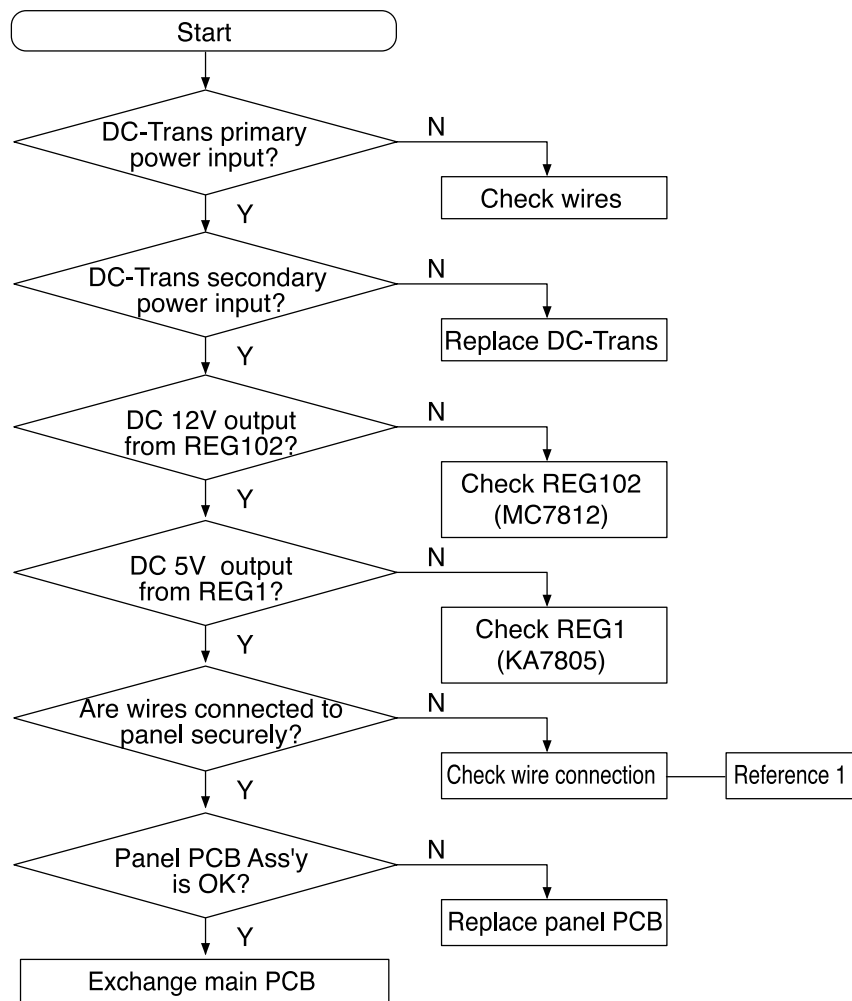 Start
DC-Trans primary
power input?
N
Check wires
Y
DC-Trans secondary
power input?
N
Replace DC-Trans
Y
DC 12V output
from REG102?
N
Check REG102
(MC7812)
Y
DC 5V output
from REG1?
N
Check REG1
(KA7805)
Y
Are wires connected to
panel securely?
N
Check wire connection
Reference 1
Y
Panel PCB Ass'y
is OK?
N
Replace panel PCB
Y
Exchange main PCB